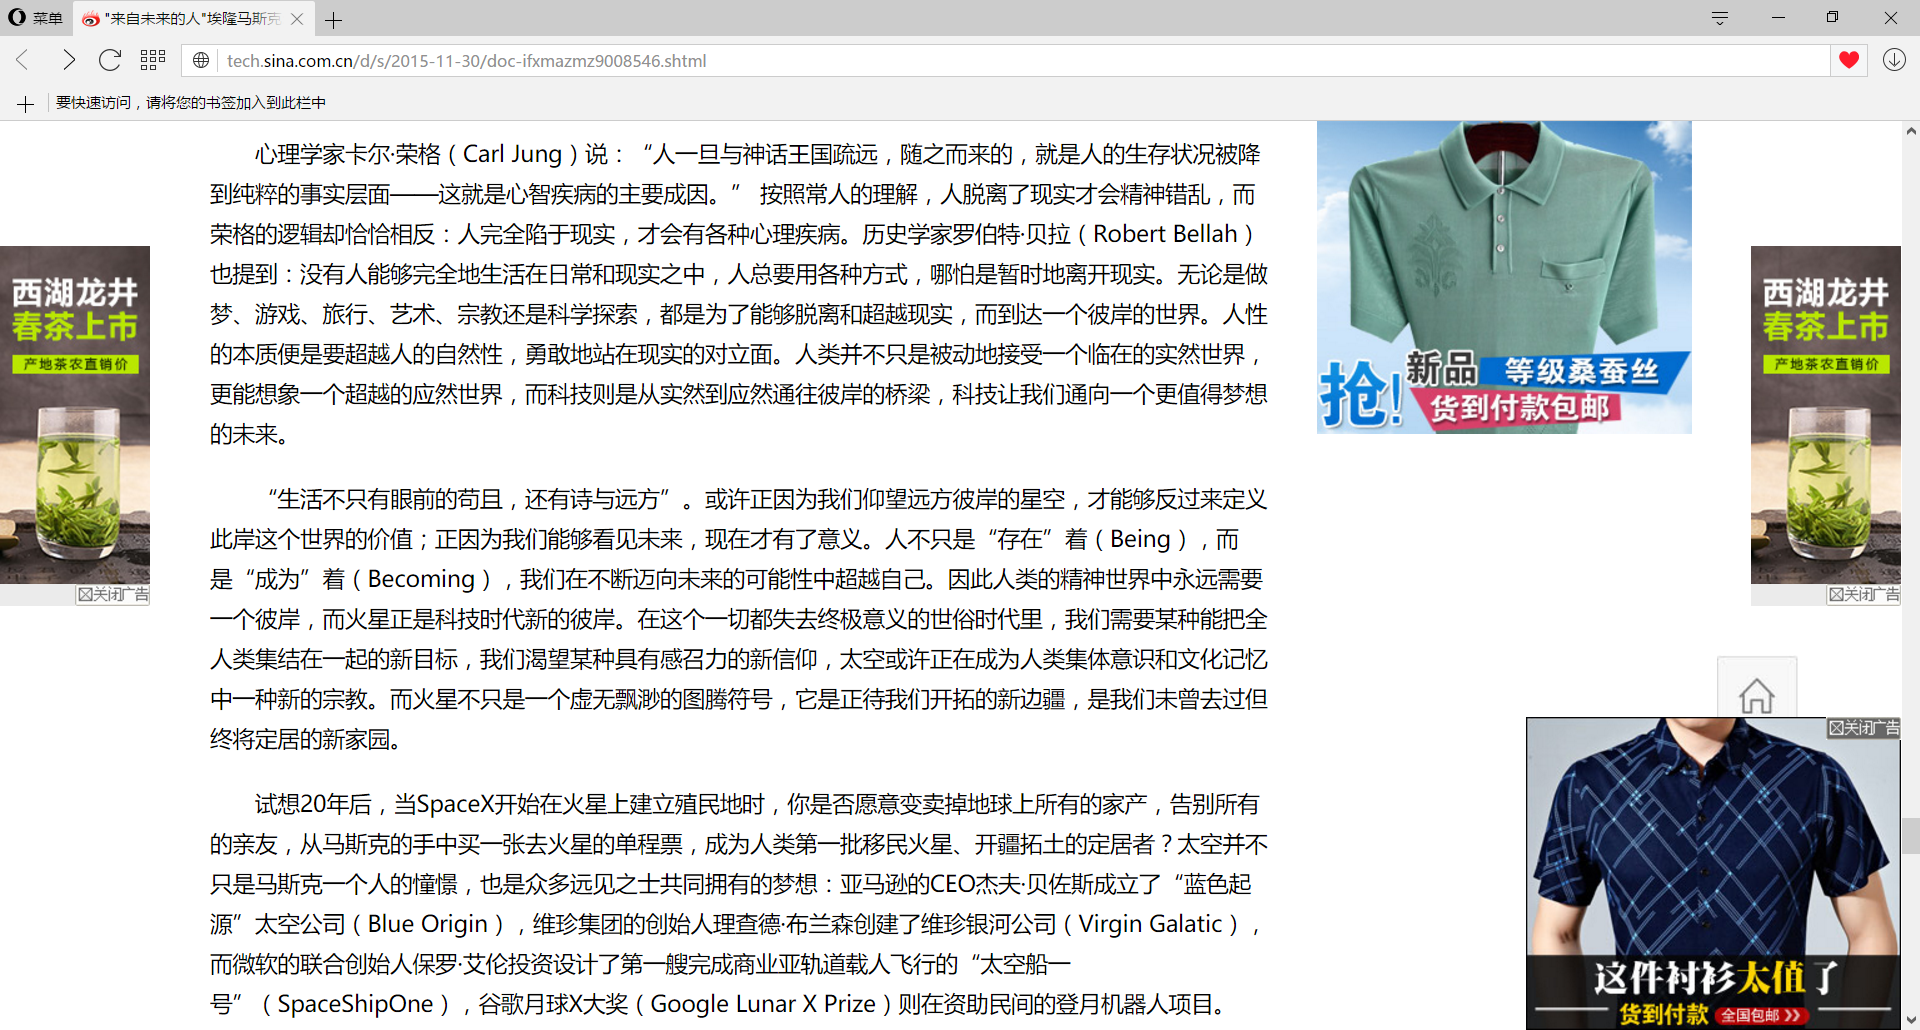 菜单
"来自未来的人"埃隆马斯克
tech.sina.com.cn/d/s/2015-11-30/doc-ifxmazmz9008546.shtml
要快速访问，请将您的书签加入到此栏中
心理学家卡尔·荣格（Carl Jung）说：“人一旦与神话王国疏远，随之而来的，就是人的生存状况被降
到纯粹的事实层面——这就是心智疾病的主要成因。” 按照常人的理解，人脱离了现实才会精神错乱，而
荣格的逻辑却恰恰相反：人完全陷于现实，才会有各种心理疾病。历史学家罗伯特·贝拉（Robert Bellah）
也提到：没有人能够完全地生活在日常和现实之中，人总要用各种方式，哪怕是暂时地离开现实。无论是做
梦、游戏、旅行、艺术、宗教还是科学探索，都是为了能够脱离和超越现实，而到达一个彼岸的世界。人性
的本质便是要超越人的自然性，勇敢地站在现实的对立面。人类并不只是被动地接受一个临在的实然世界，
更能想象一个超越的应然世界，而科技则是从实然到应然通往彼岸的桥梁，科技让我们通向一个更值得梦想
的未来。
“生活不只有眼前的苟且，还有诗与远方”。或许正因为我们仰望远方彼岸的星空，才能够反过来定义
此岸这个世界的价值；正因为我们能够看见未来，现在才有了意义。人不只是“存在”着（Being），而
是“成为”着（Becoming），我们在不断迈向未来的可能性中超越自己。因此人类的精神世界中永远需要
一个彼岸，而火星正是科技时代新的彼岸。在这个一切都失去终极意义的世俗时代里，我们需要某种能把全
人类集结在一起的新目标，我们渴望某种具有感召力的新信仰，太空或许正在成为人类集体意识和文化记忆
中一种新的宗教。而火星不只是一个虚无飘渺的图腾符号，它是正待我们开拓的新边疆，是我们未曾去过但
终将定居的新家园。
试想20年后，当SpaceX开始在火星上建立殖民地时，你是否愿意变卖掉地球上所有的家产，告别所有
的亲友，从马斯克的手中买一张去火星的单程票，成为人类第一批移民火星、开疆拓土的定居者？太空并不
只是马斯克一个人的憧憬，也是众多远见之士共同拥有的梦想：亚马逊的CEO杰夫·贝佐斯成立了“蓝色起
源”太空公司（Blue Origin），维珍集团的创始人理查德·布兰森创建了维珍银河公司（Virgin Galatic），
而微软的联合创始人保罗·艾伦投资设计了第一艘完成商业亚轨道载人飞行的“太空船一
号”（SpaceShipOne），谷歌月球X大奖（Google Lunar X Prize）则在资助民间的登月机器人项目。
西湖龙井
春茶上市
产地茶农直销价
关闭广告
抢!
新品
等级桑蚕丝
货到付款包邮
西湖龙井
春茶上市
产地茶农直销价
关闭广告
关闭广告
这件衬衫太值了
货到付款 全国包邮